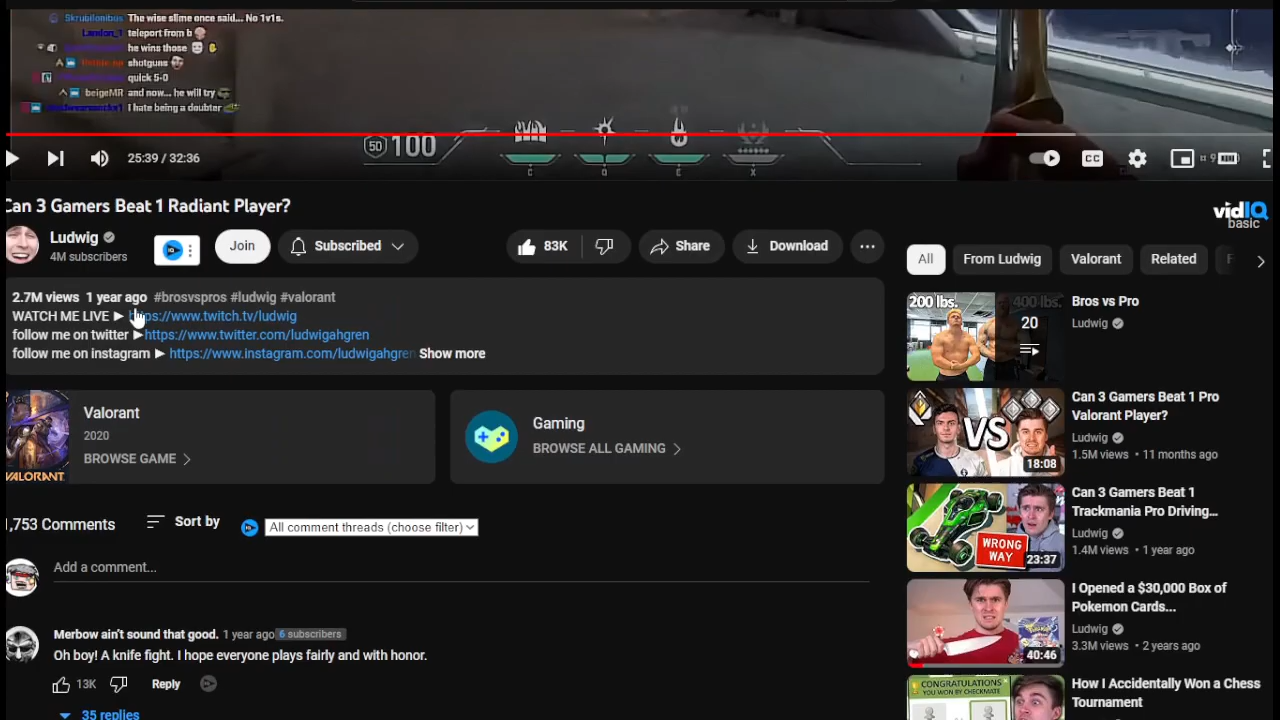 Skrubilonibus The wise slime once said... No 1v1s.
teleport from b
he wins those
shotguns
quick 5-0
beigeMR and now... he will try
I hate being a doubter
50 100
C Q E X
25:39 / 32:36
CC
9
Can 3 Gamers Beat 1 Radiant Player?
vidIQ
basic
Ludwig
4M subscribers
Join
Subscribed
83K
Share
Download
All
From Ludwig
Valorant
Related
2.7M views 1 year ago #brosvspros #ludwig #valorant
WATCH ME LIVE ► https://www.twitch.tv/ludwig
follow me on twitter ► https://www.twitter.com/ludwigahgren
follow me on instagram ► https://www.instagram.com/ludwigahgren Show more
Valorant
2020
BROWSE GAME
VALORANT
Gaming
BROWSE ALL GAMING
1,753 Comments
Sort by
All comment threads (choose filter)
Add a comment...
Merbow ain't sound that good. 1 year ago 6 subscribers
Oh boy! A knife fight. I hope everyone plays fairly and with honor.
13K
Reply
35 replies
200 lbs.
400 lbs.
20
Bros vs Pro
Ludwig
VS
18:08
Can 3 Gamers Beat 1 Pro
Valorant Player?
Ludwig
1.5M views • 11 months ago
WRONG
WAY
23:37
Can 3 Gamers Beat 1
Trackmania Pro Driving...
Ludwig
1.4M views • 1 year ago
40:46
I Opened a $30,000 Box of
Pokemon Cards...
Ludwig
3.3M views • 2 years ago
CONGRATULATIONS
YOU WON BY CHECKMATE
How I Accidentally Won a Chess
Tournament